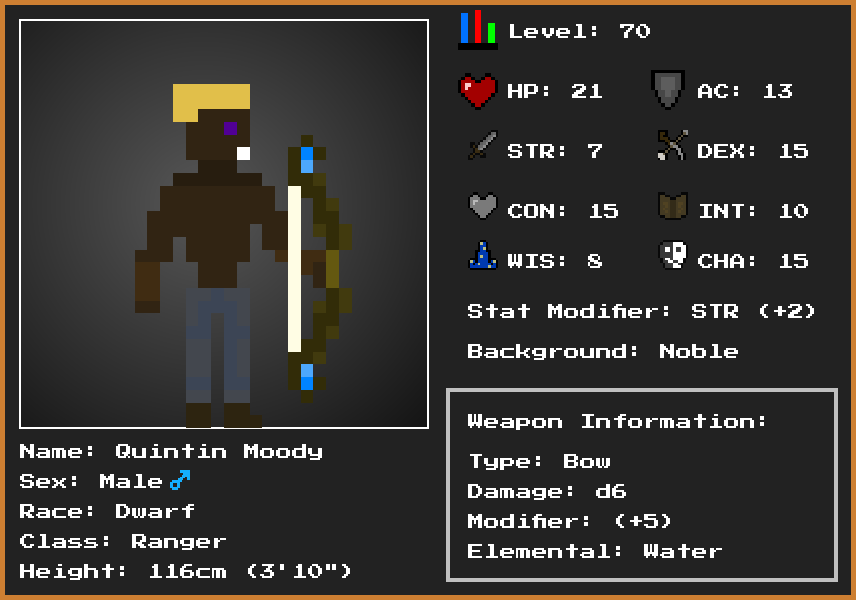 Level: 70
HP: 21 AC: 13
STR: 7 DEX: 15
CON: 15 INT: 10
WIS: 8 CHA: 15
Stat Modifier: STR (+2)
Background: Noble
Weapon Information:
Type: Bow
Damage: d6
Modifier: (+5)
Elemental: Water
Name: Quintin Moody
Sex: Male ♂
Race: Dwarf
Class: Ranger
Height: 116cm (3'10")